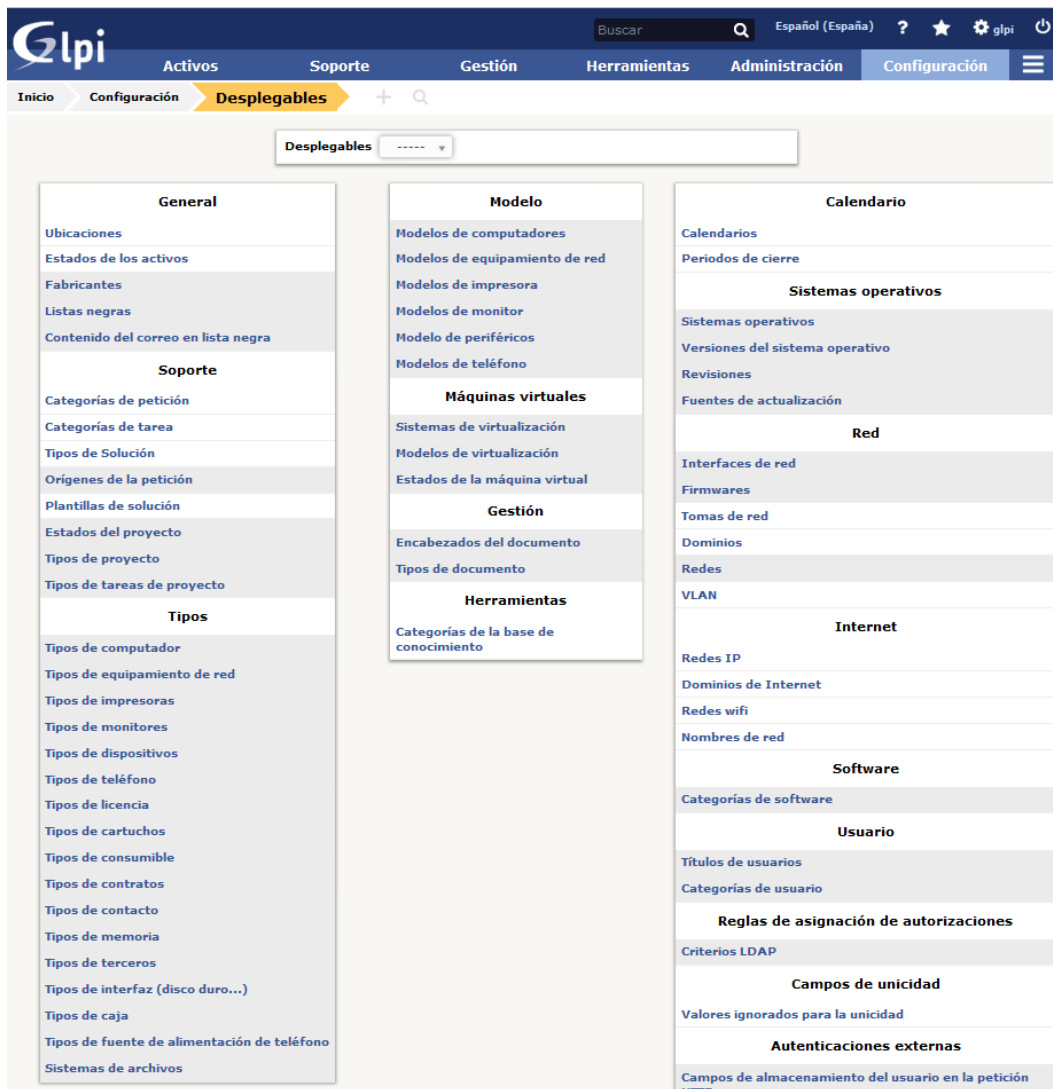 Glpi
Buscar
Español (España)
?
glpi
Activos
Soporte
Gestión
Herramientas
Administración
Configuración
Inicio
Configuración
Desplegables
+
Desplegables
-----
General
Ubicaciones
Estados de los activos
Fabricantes
Listas negras
Contenido del correo en lista negra
Soporte
Categorías de petición
Categorías de tarea
Tipos de Solución
Orígenes de la petición
Plantillas de solución
Estados del proyecto
Tipos de proyecto
Tipos de tareas de proyecto
Tipos
Tipos de computador
Tipos de equipamiento de red
Tipos de impresoras
Tipos de monitores
Tipos de dispositivos
Tipos de teléfono
Tipos de licencia
Tipos de cartuchos
Tipos de consumible
Tipos de contratos
Tipos de contacto
Tipos de memoria
Tipos de terceros
Tipos de interfaz (disco duro...)
Tipos de caja
Tipos de fuente de alimentación de teléfono
Sistemas de archivos
Modelo
Modelos de computadores
Modelos de equipamiento de red
Modelos de impresora
Modelos de monitor
Modelo de periféricos
Modelos de teléfono
Máquinas virtuales
Sistemas de virtualización
Modelos de virtualización
Estados de la máquina virtual
Gestión
Encabezados del documento
Tipos de documento
Herramientas
Categorías de la base de
conocimiento
Calendario
Calendarios
Periodos de cierre
Sistemas operativos
Sistemas operativos
Versiones del sistema operativo
Revisiones
Fuentes de actualización
Red
Interfaces de red
Firmwares
Tomas de red
Dominios
Redes
VLAN
Internet
Redes IP
Dominios de Internet
Redes wifi
Nombres de red
Software
Categorías de software
Usuario
Títulos de usuarios
Categorías de usuario
Reglas de asignación de autorizaciones
Criterios LDAP
Campos de unicidad
Valores ignorados para la unicidad
Autenticaciones externas
Campos de almacenamiento del usuario en la petición